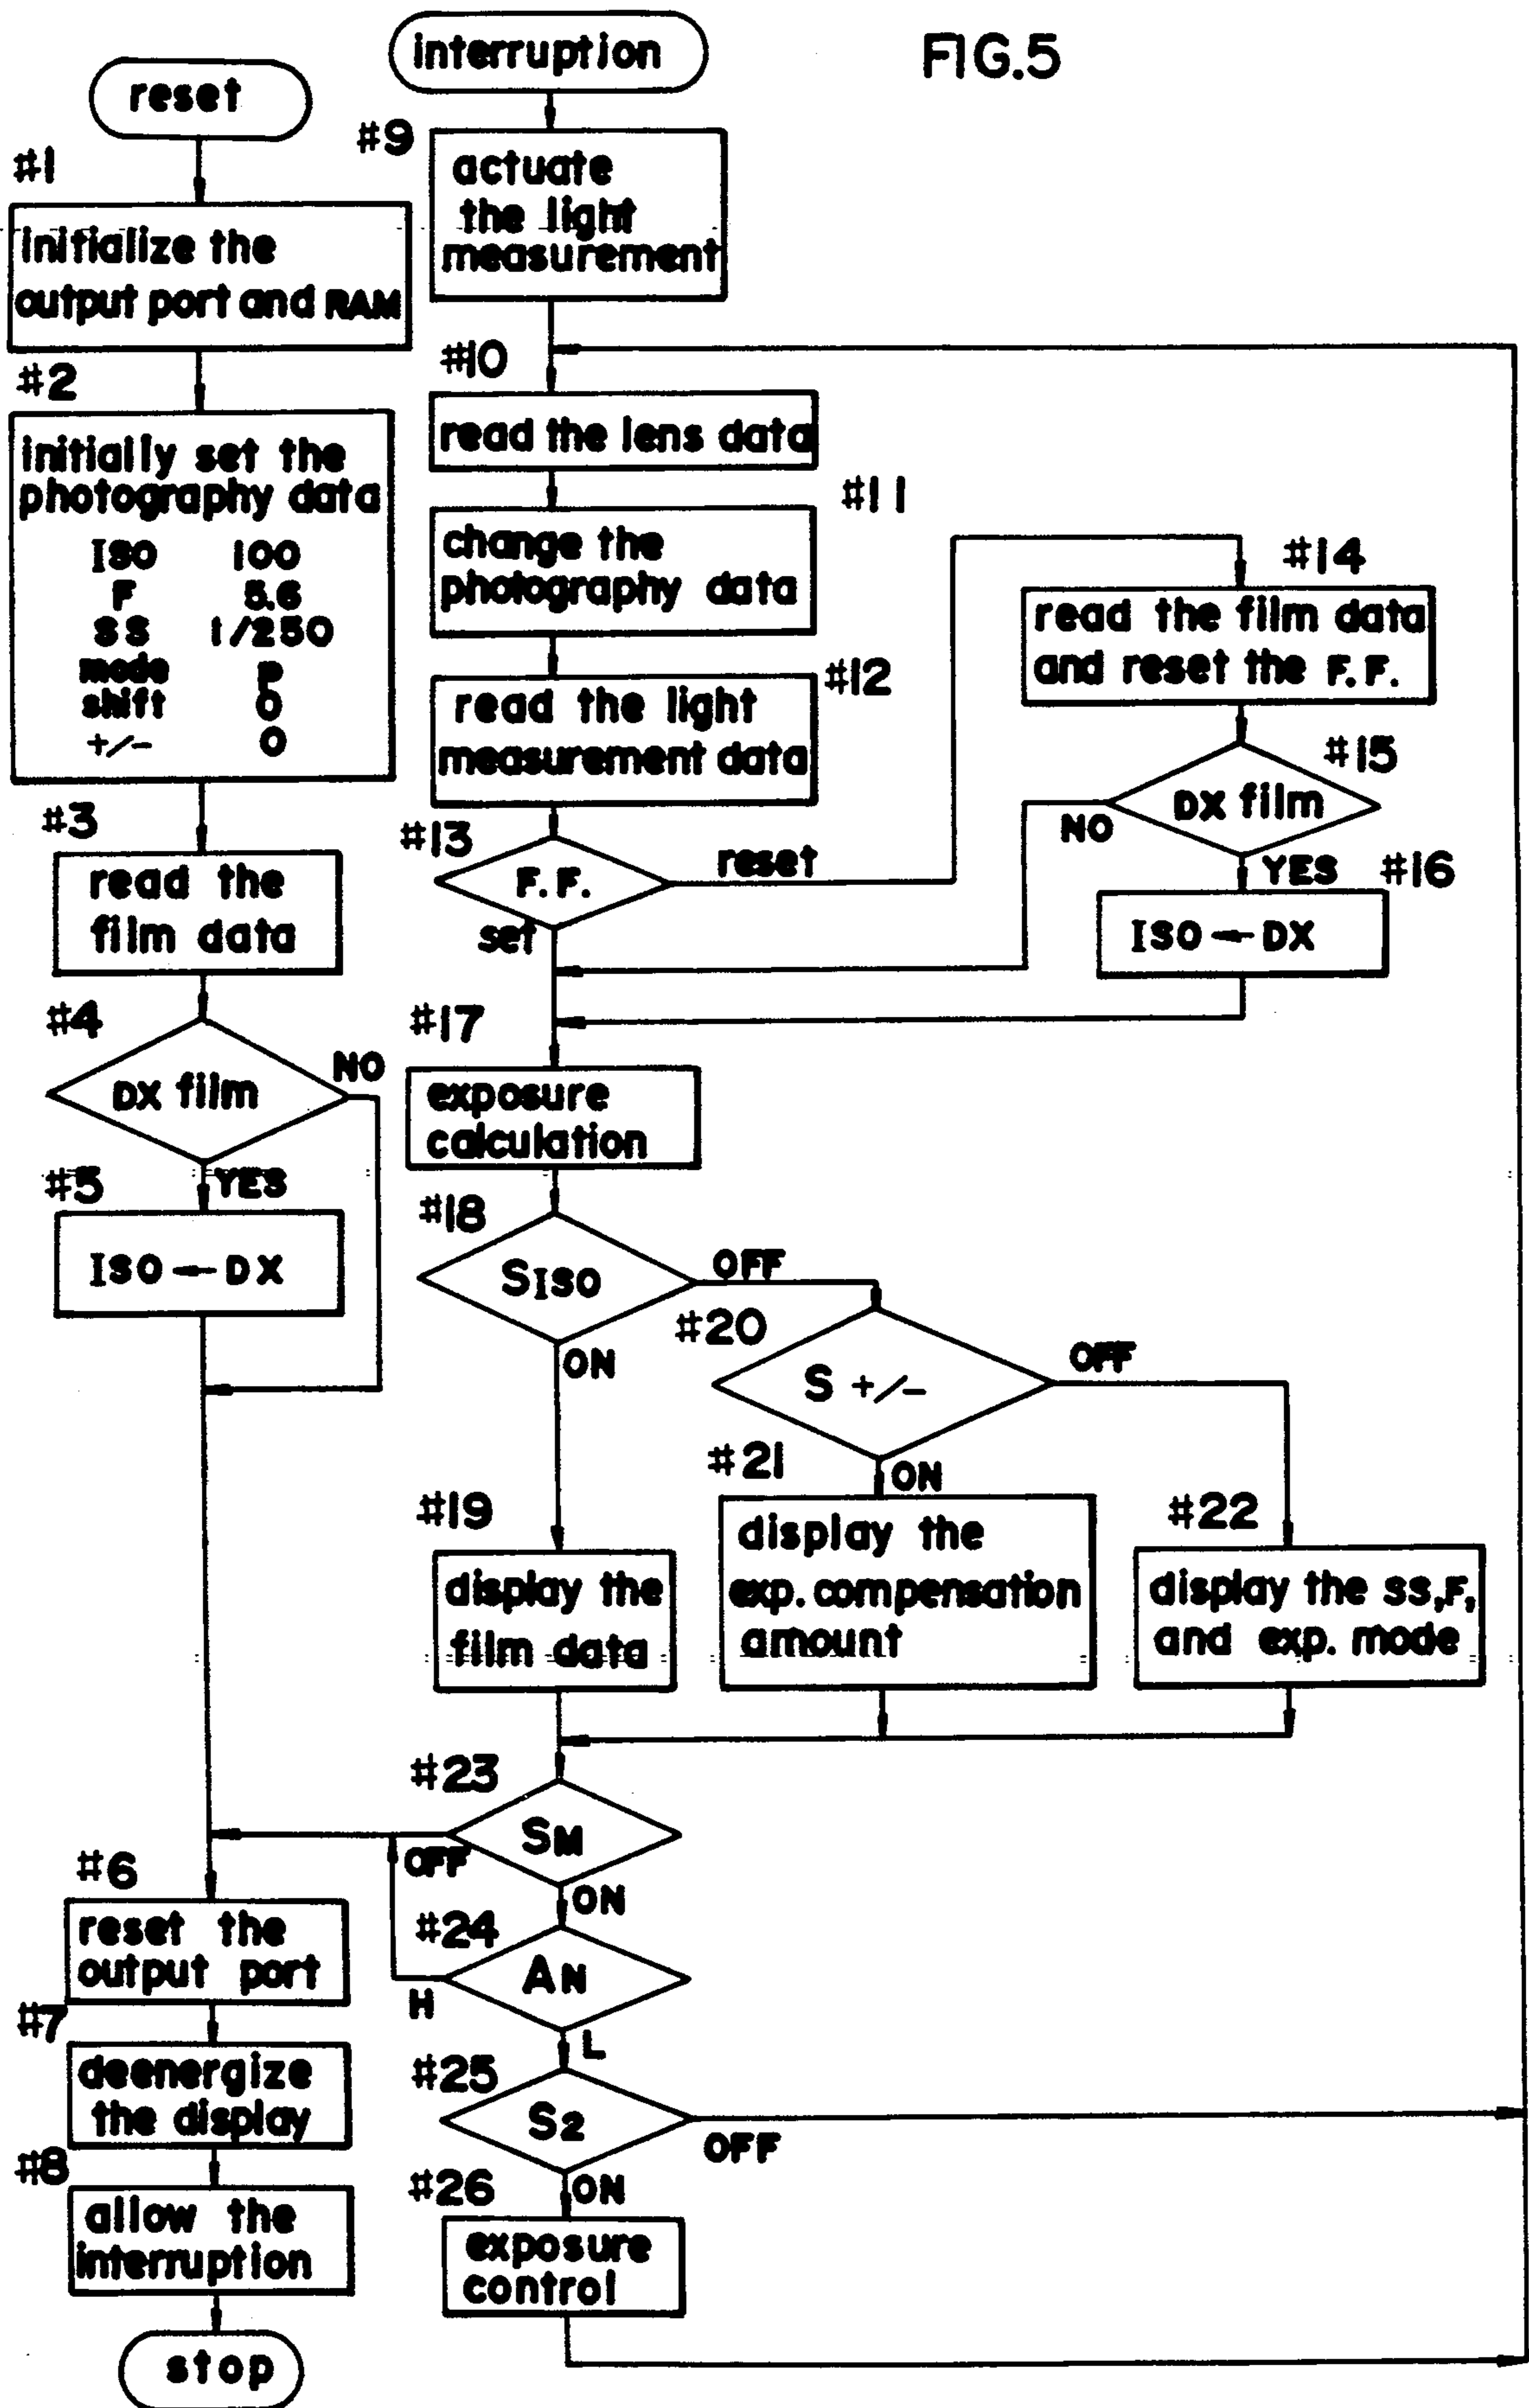 FIG.5
reset
#1
initialize the
output port and RAM
#2
initially set the
photography data
ISO 100
F 5.6
SS 1/250
mode P
shift 0
+/- 0
#3
read the
film data
#4
DX film
NO
YES
#5
ISO ← DX
#6
reset the
output port
#7
deenergize
the display
#8
allow the
interruption
stop
interruption
#9
actuate
the light
measurement
#10
read the lens data
#11
change the
photography data
#12
read the light
measurement data
#13
F.F.
reset
set
#14
read the film data
and reset the F.F.
#15
DX film
NO
YES
#16
ISO ← DX
#17
exposure
calculation
#18
SISO
OFF
ON
#19
display the
film data
#20
S +/-
OFF
ON
#21
display the
exp. compensation
amount
#22
display the SS,F,
and exp. mode
#23
SM
OFF
ON
#24
AN
H
L
#25
S2
OFF
ON
#26
exposure
control